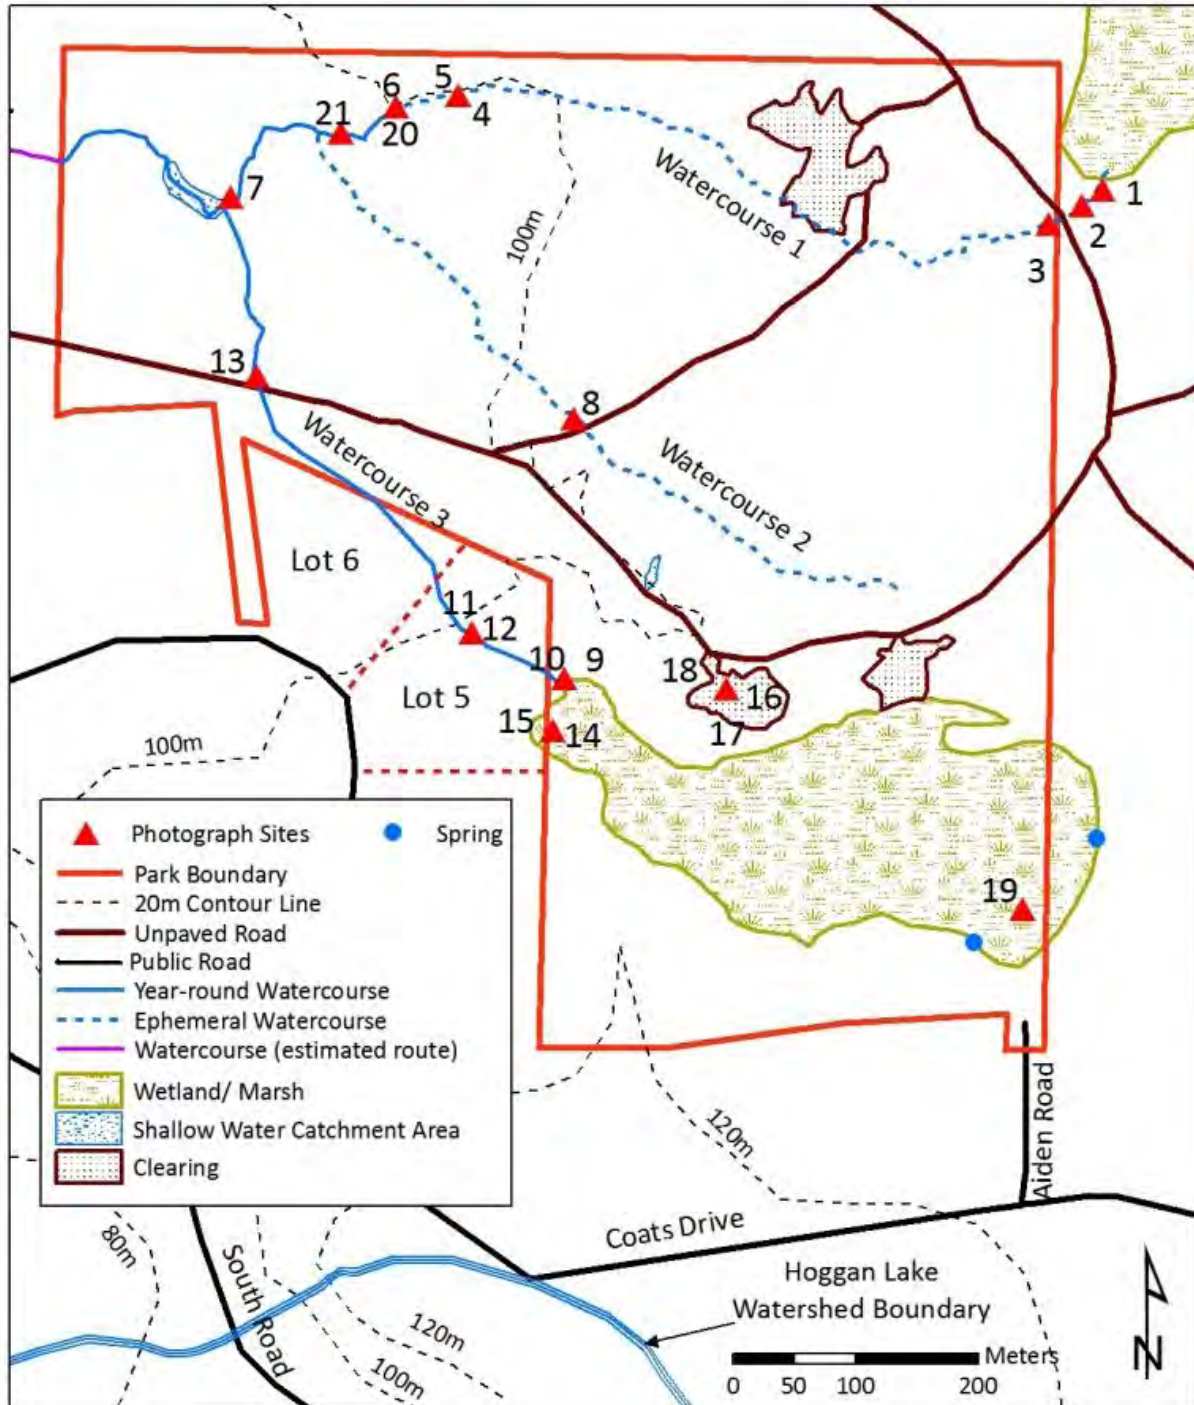 6
5
21
20
4
7
1
2
3
Watercourse 1
100m
13
8
Watercourse 3
Watercourse 2
Lot 6
11
12
10
9
18
16
17
Lot 5
15
14
100m
19
Photograph Sites
Spring
Park Boundary
20m Contour Line
Unpaved Road
Public Road
Year-round Watercourse
Ephemeral Watercourse
Watercourse (estimated route)
Wetland/ Marsh
Shallow Water Catchment Area
Clearing
Aiden Road
120m
Coats Drive
80m
South Road
120m
100m
Hoggan Lake
Watershed Boundary
Meters
0 50 100 200
N